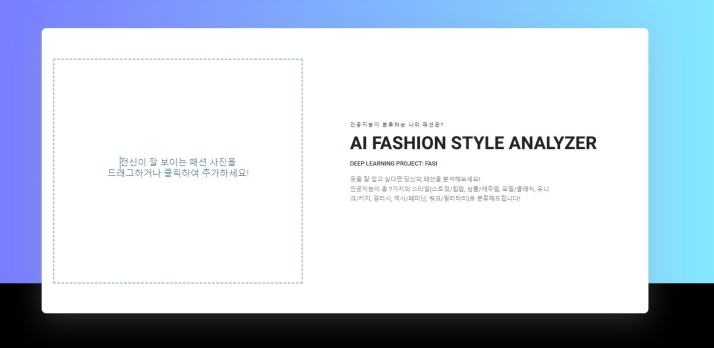 전신이 잘 보이는 패션 사진을
드래그하거나 클릭하여 추가하세요!
인공지능이 분류하는 나의 패션은?
AI FASHION STYLE ANALYZER
DEEP LEARNING PROJECT: FASI
옷을 잘 입고 싶다면 당신의 패션을 분석해보세요!
인공지능이 총 7가지의 스타일(스트릿/힙합, 심플/캐주얼, 포멀/클래식, 유니
크/키치, 걸리시, 섹시/페미닌, 워크/밀리터리)로 분류해드립니다!